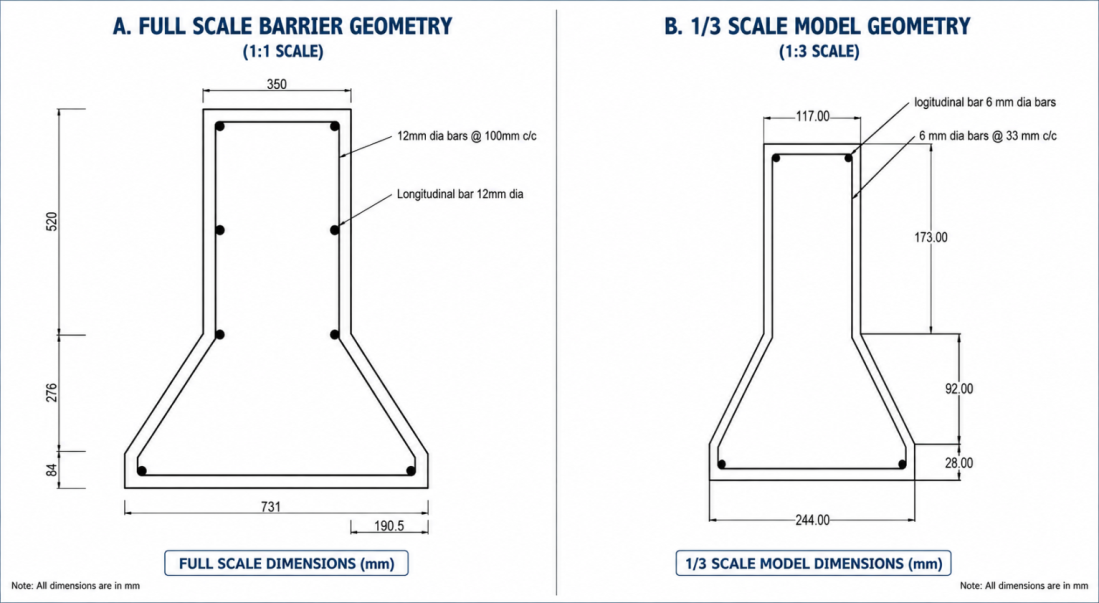 A. FULL SCALE BARRIER GEOMETRY
(1:1 SCALE)
350
12mm dia bars @ 100mm c/c
Longitudinal bar 12mm dia
520
276
84
731
190.5
FULL SCALE DIMENSIONS (mm)
Note: All dimensions are in mm
B. 1/3 SCALE MODEL GEOMETRY
(1:3 SCALE)
logitudinal bar 6 mm dia bars
117.00
6 mm dia bars @ 33 mm c/c
173.00
92.00
28.00
244.00
1/3 SCALE MODEL DIMENSIONS (mm)
Note: All dimensions are in mm